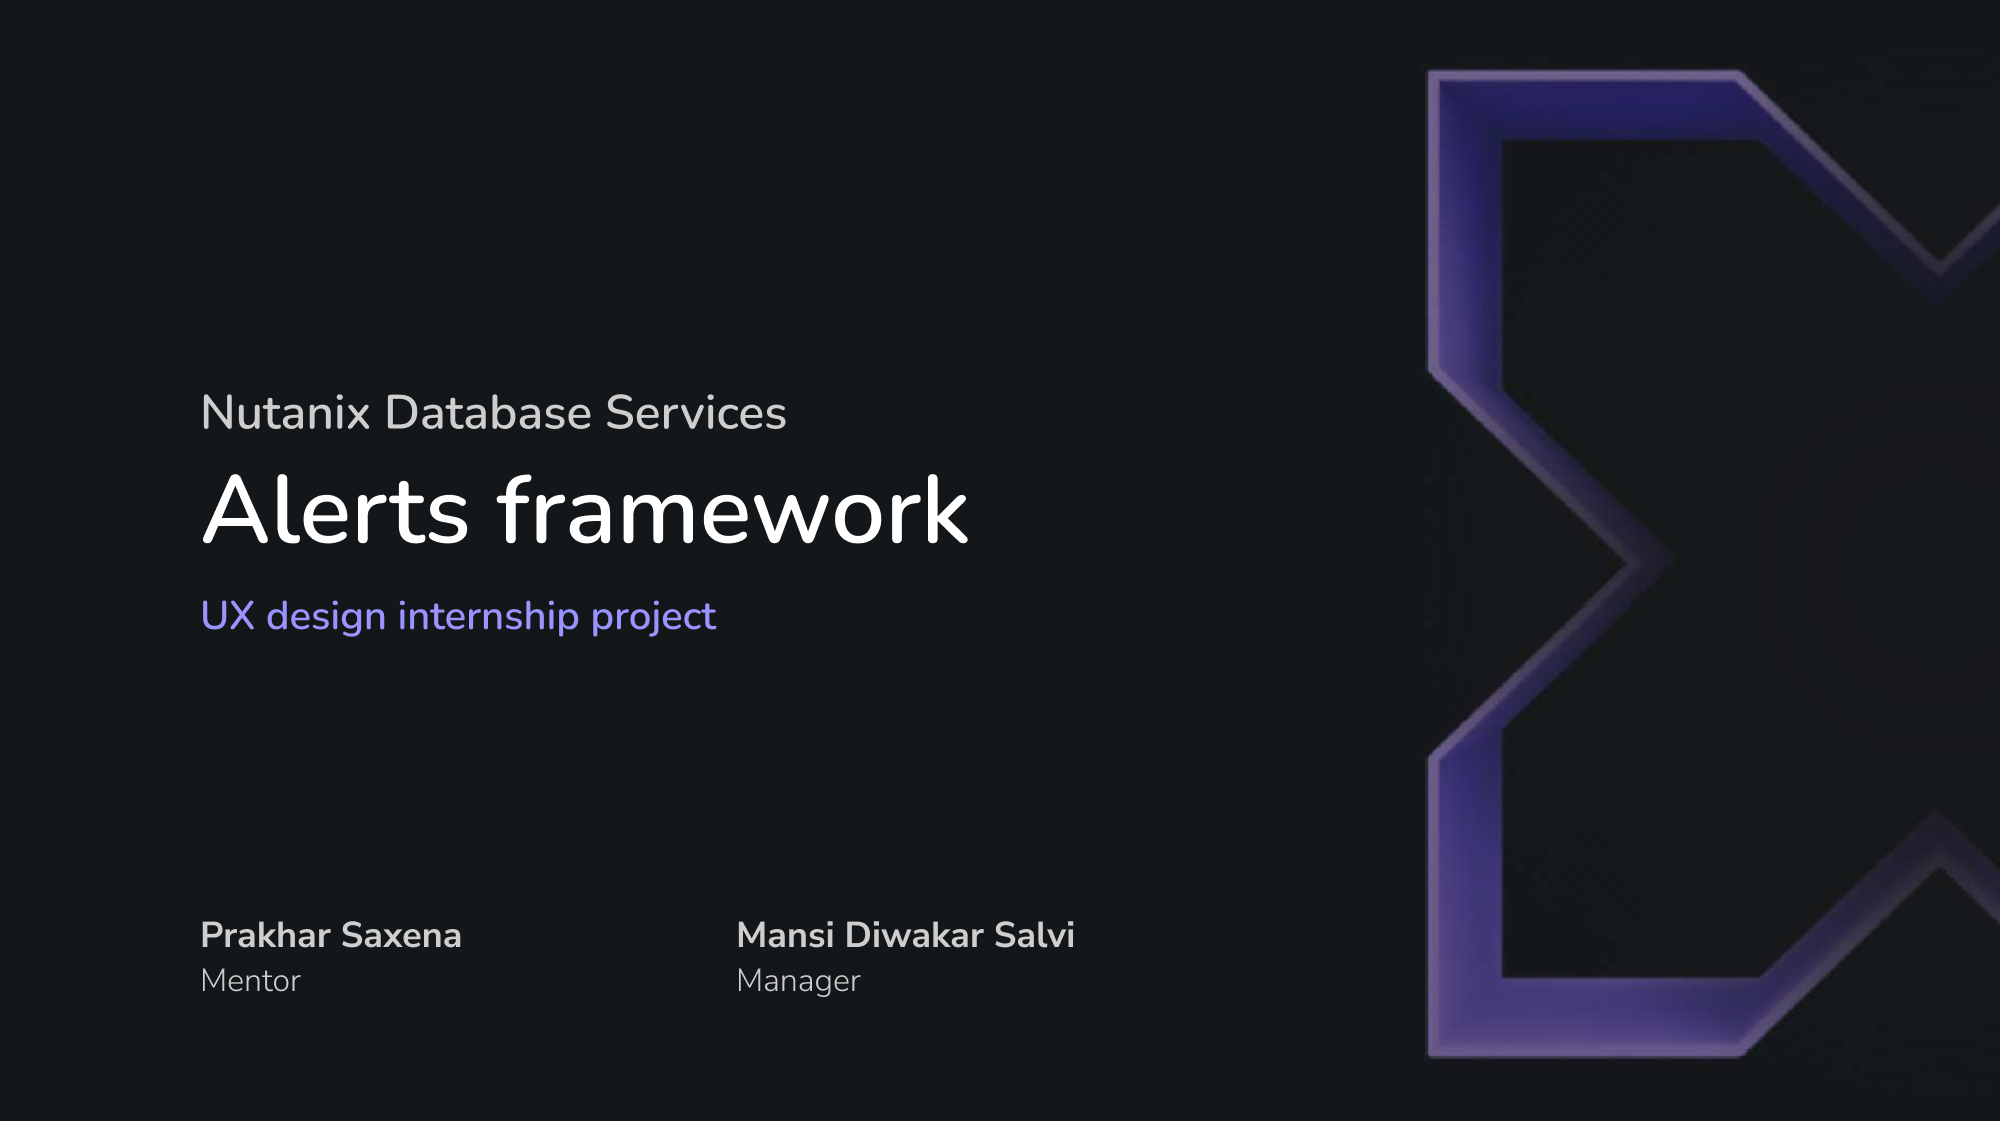 Nutanix Database Services
Alerts framework
UX design internship project
Prakhar Saxena
Mentor
Mansi Diwakar Salvi
Manager